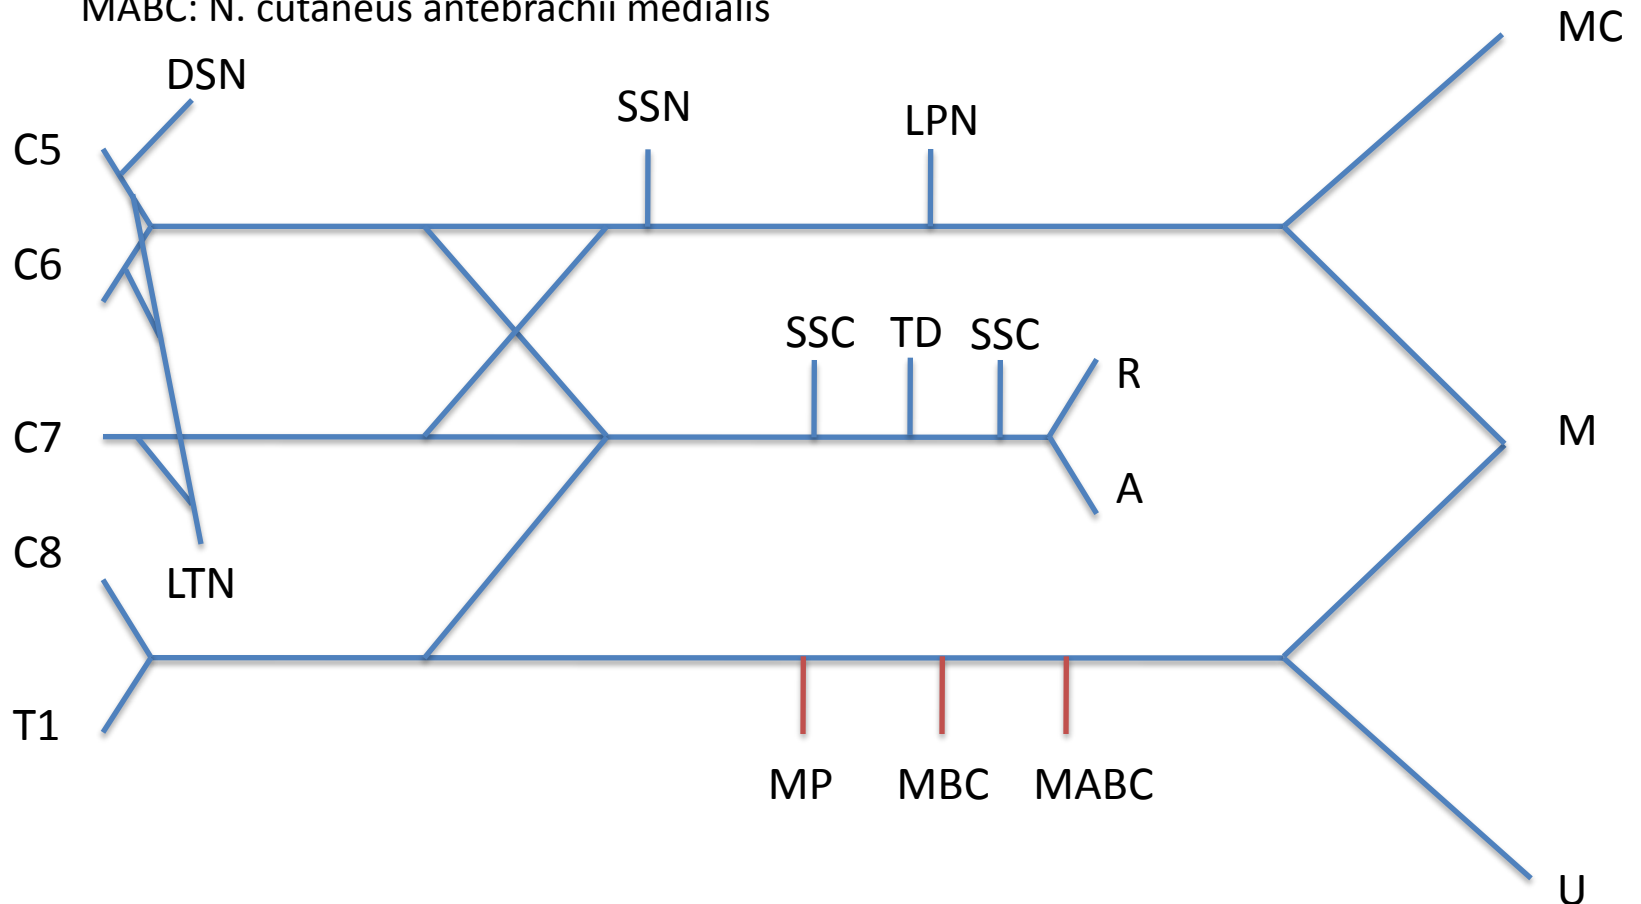 MABC: N. cutaneus antebrachii medialis
MC
DSN
SSN
LPN
C5
C6
SSC TD SSC
R
C7
M
A
C8
LTN
T1
MP MBC MABC
U